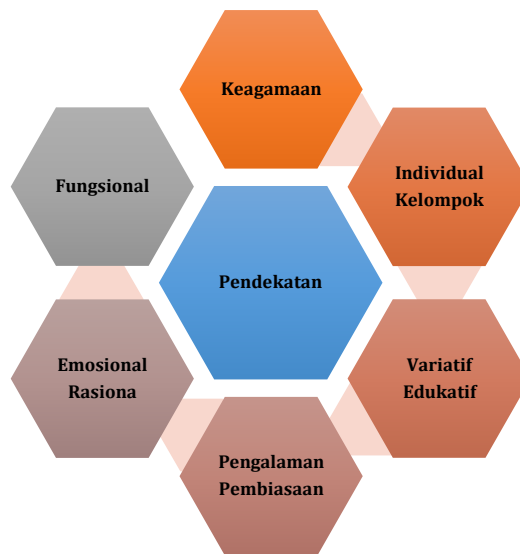 Keagamaan
Individual
Kelompok
Fungsional
Pendekatan
Variatif
Edukatif
Emosional
Rasiona
Pengalaman
Pembiasaan